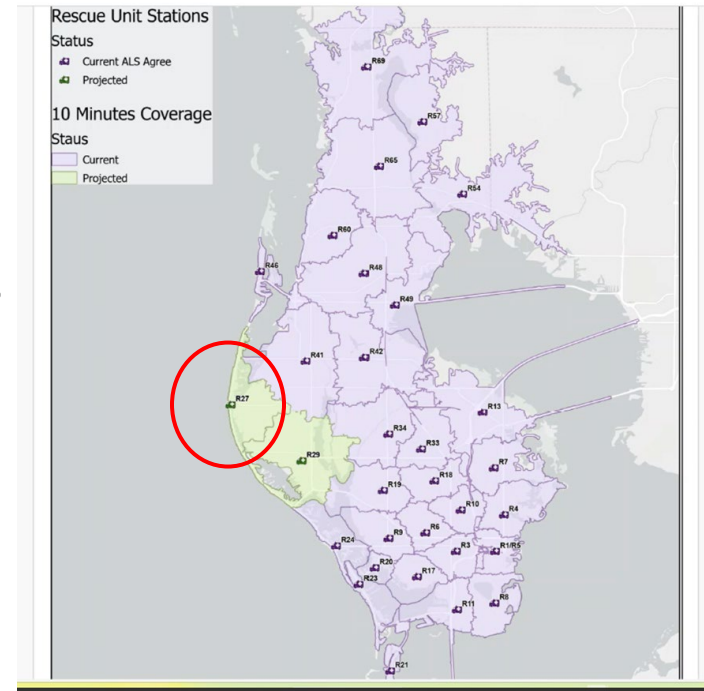 Rescue Unit Stations
Status
Current ALS Agree
Projected
10 Minutes Coverage
Staus
Current
Projected
R69
R57
R65
R54
R60
R46
R48
R49
R41
R42
R27
R13
R34
R33
R29
R7
R18
R19
R10
R4
R6
R9
R24
R3
R1/R5
R20
R17
R23
R8
R11
R21